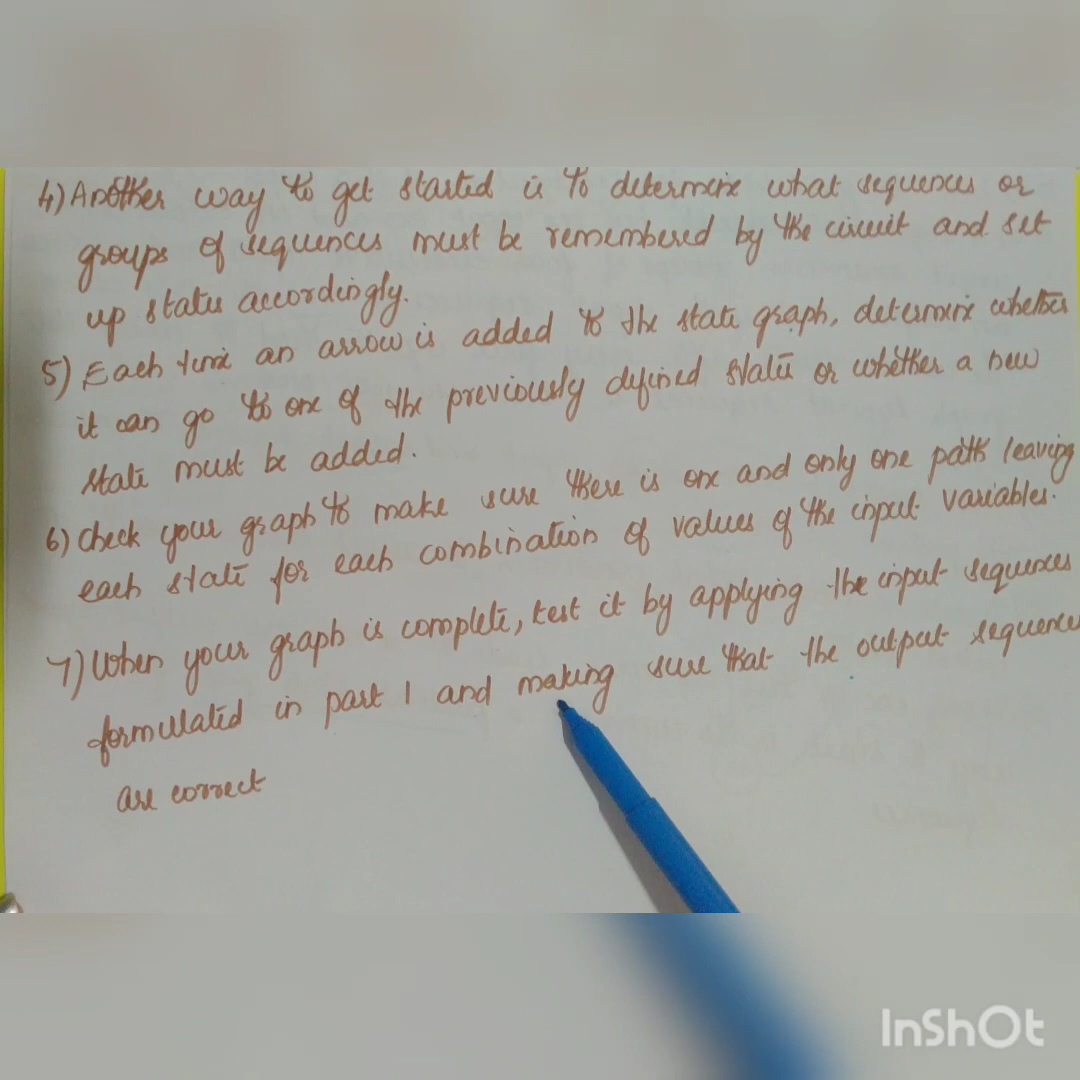 4) Another way to get started is to determine what sequences or
groups of sequences must be remembered by the circuit and set
up states accordingly.
5) Each time an arrow is added to the state graph, determine whether
it can go to one of the previously defined state or whether a new
state must be added.
6) Check your graph to make sure there is one and only one path leaving
each state for each combination of values of the input variables.
7) When your graph is complete, test it by applying the input sequences
formulated in part 1 and making sure that the output sequences
are correct
InShOt